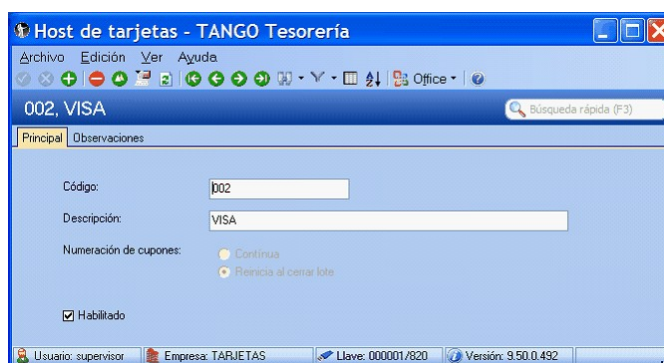 Host de tarjetas - TANGO Tesorería
Archivo Edición Ver Ayuda
Office
002, VISA
Búsqueda rápida (F3)
Principal Observaciones
Código: 002
Descripción: VISA
Numeración de cupones: Contínua
Reinicia al cerrar lote
Habilitado
Usuario: supervisor Empresa: TARJETAS Llave: 000001/820 Versión: 9.50.0.492